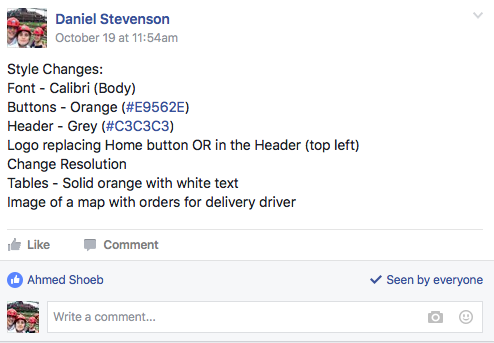 Daniel Stevenson
October 19 at 11:54am
Style Changes:
Font - Calibri (Body)
Buttons - Orange (#E9562E)
Header - Grey (#C3C3C3)
Logo replacing Home button OR in the Header (top left)
Change Resolution
Tables - Solid orange with white text
Image of a map with orders for delivery driver
Like Comment
Ahmed Shoeb Seen by everyone
Write a comment...